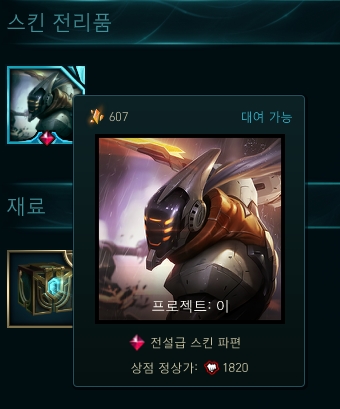 스킨 전리품
607 대여 가능
프로젝트: 이
전설급 스킨 파편
상점 정상가: 1820
재료